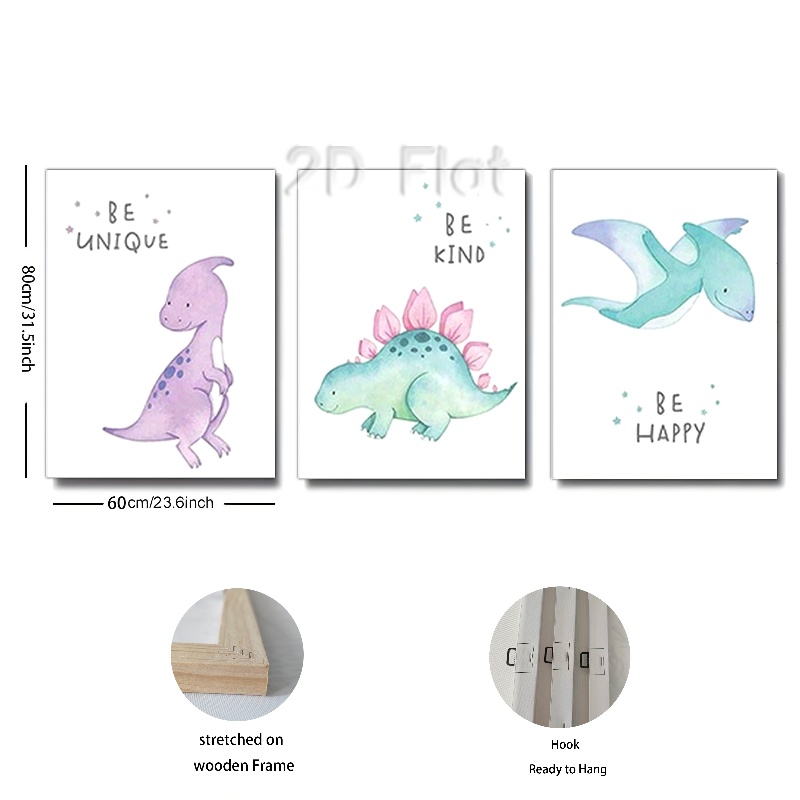 2D Flat
BE
UNIQUE
BE
KIND
BE
HAPPY
80cm/31.5inch
60cm/23.6inch
stretched on
wooden Frame
Hook
Ready to Hang